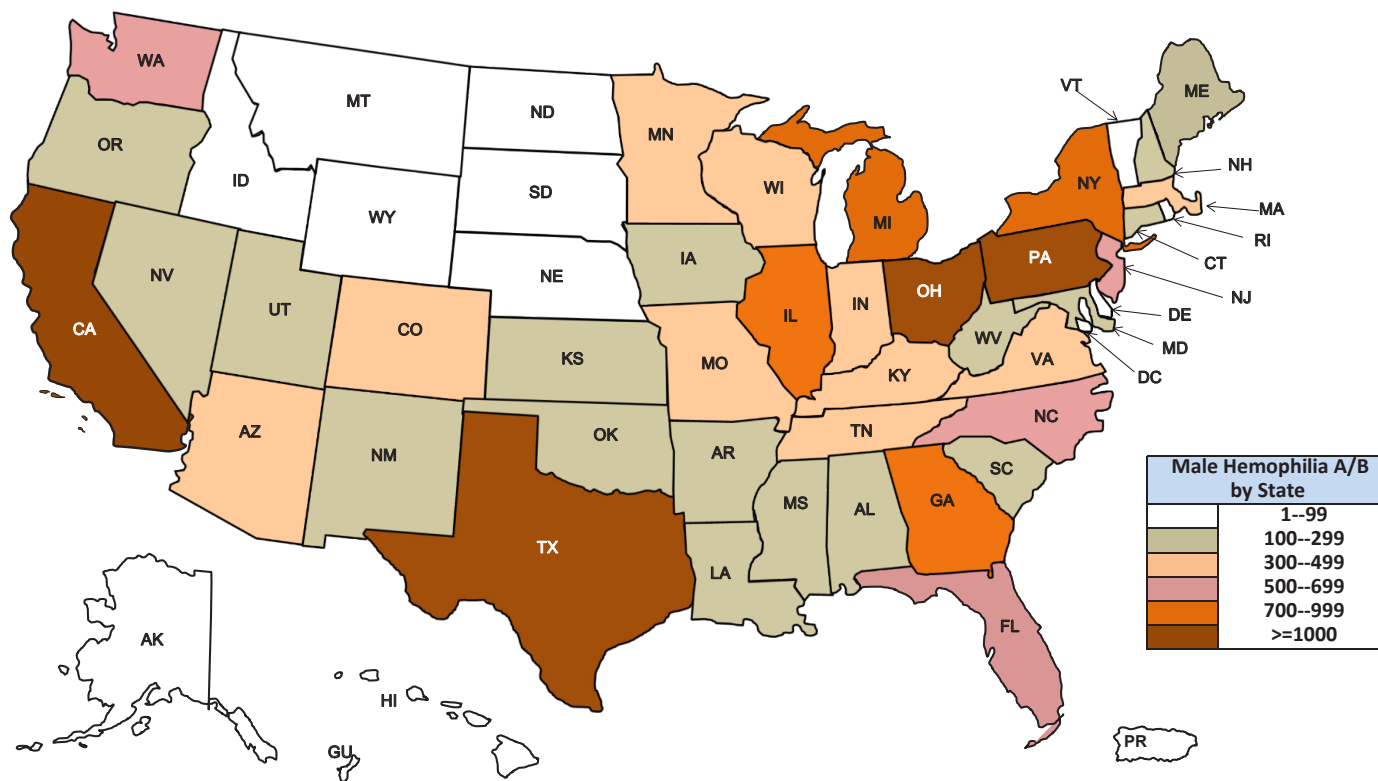 WA
MT
ND
MN
VT
ME
OR
ID
SD
WI
NY
NH
WY
MI
MA
RI
NV
NE
IA
PA
CT
UT
CA
CO
IL
IN
OH
NJ
DE
KS
MO
WV
MD
VA
DC
KY
AZ
NM
OK
AR
TN
NC
SC
MS
AL
GA
TX
LA
FL
AK
HI
GU
PR
Male Hemophilia A/B
by State
1--99
100--299
300--499
500--699
700--999
>=1000